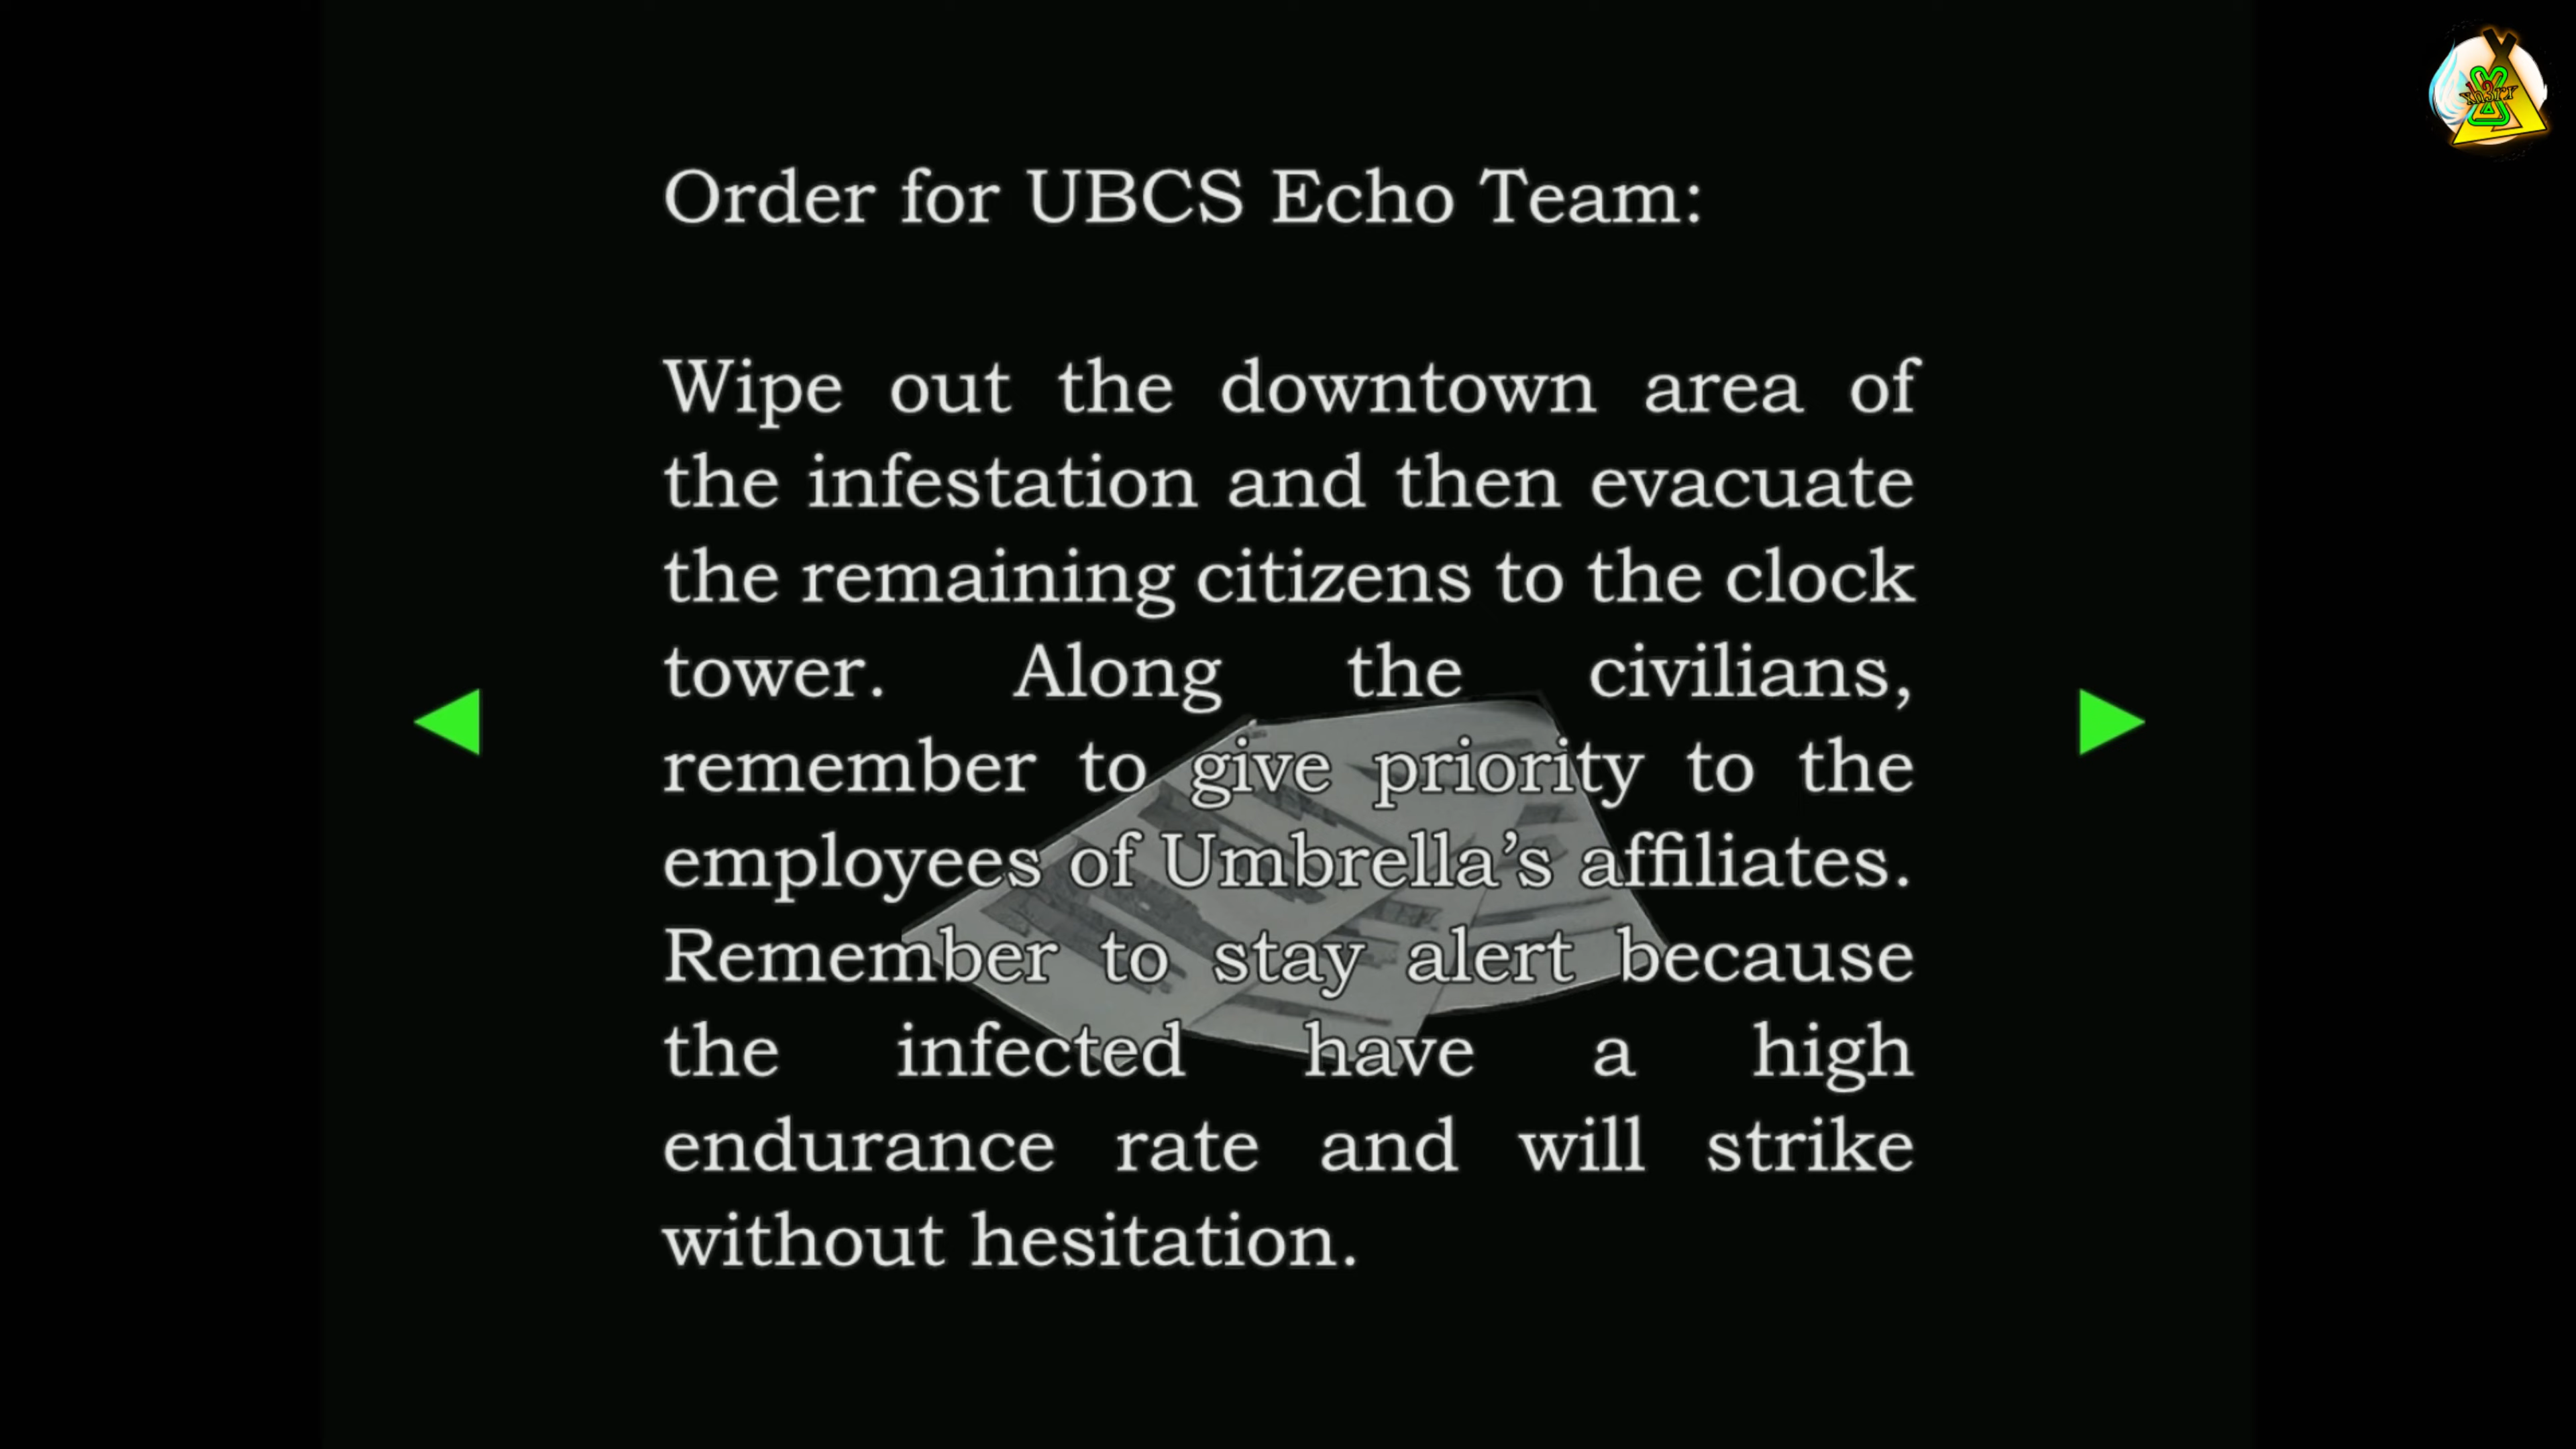 Order for UBCS Echo Team:
Wipe out the downtown area of
the infestation and then evacuate
the remaining citizens to the clock
tower. Along the civilians,
remember to give priority to the
employees of Umbrella’s affiliates.
Remember to stay alert because
the infected have a high
endurance rate and will strike
without hesitation.